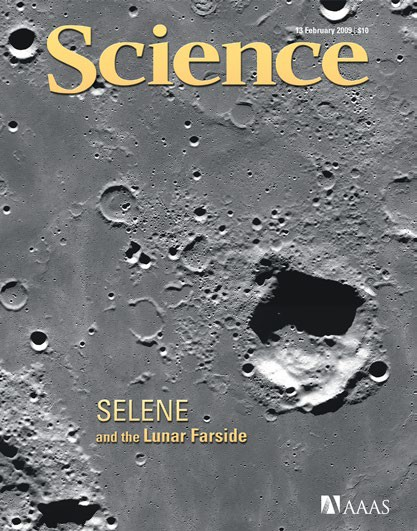 13 February 2009 | $10
Science
SELENE
and the Lunar Farside
AAAS